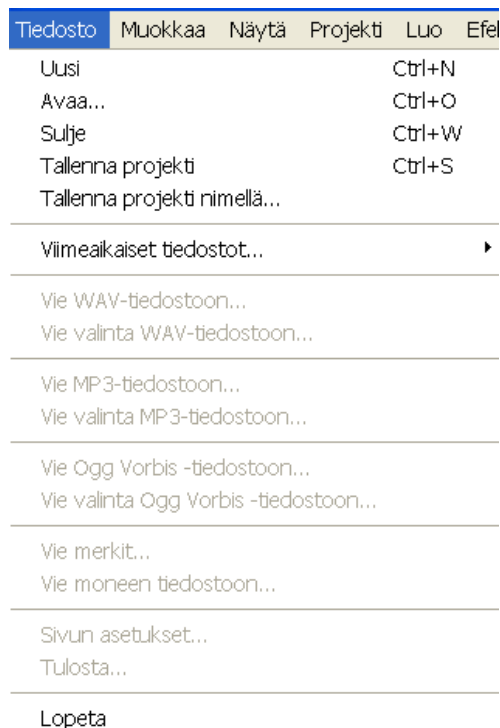 Tiedosto Muokkaa Näytä Projekti Luo Efel
Uusi Ctrl+N
Avaa... Ctrl+O
Sulje Ctrl+W
Tallenna projekti Ctrl+S
Tallenna projekti nimellä...
Viimeaikaiset tiedostot...
Vie WAV-tiedostoon...
Vie valinta WAV-tiedostoon...
Vie MP3-tiedostoon...
Vie valinta MP3-tiedostoon...
Vie Ogg Vorbis -tiedostoon...
Vie valinta Ogg Vorbis -tiedostoon...
Vie merkit...
Vie moneen tiedostoon...
Sivun asetukset...
Tulosta...
Lopeta